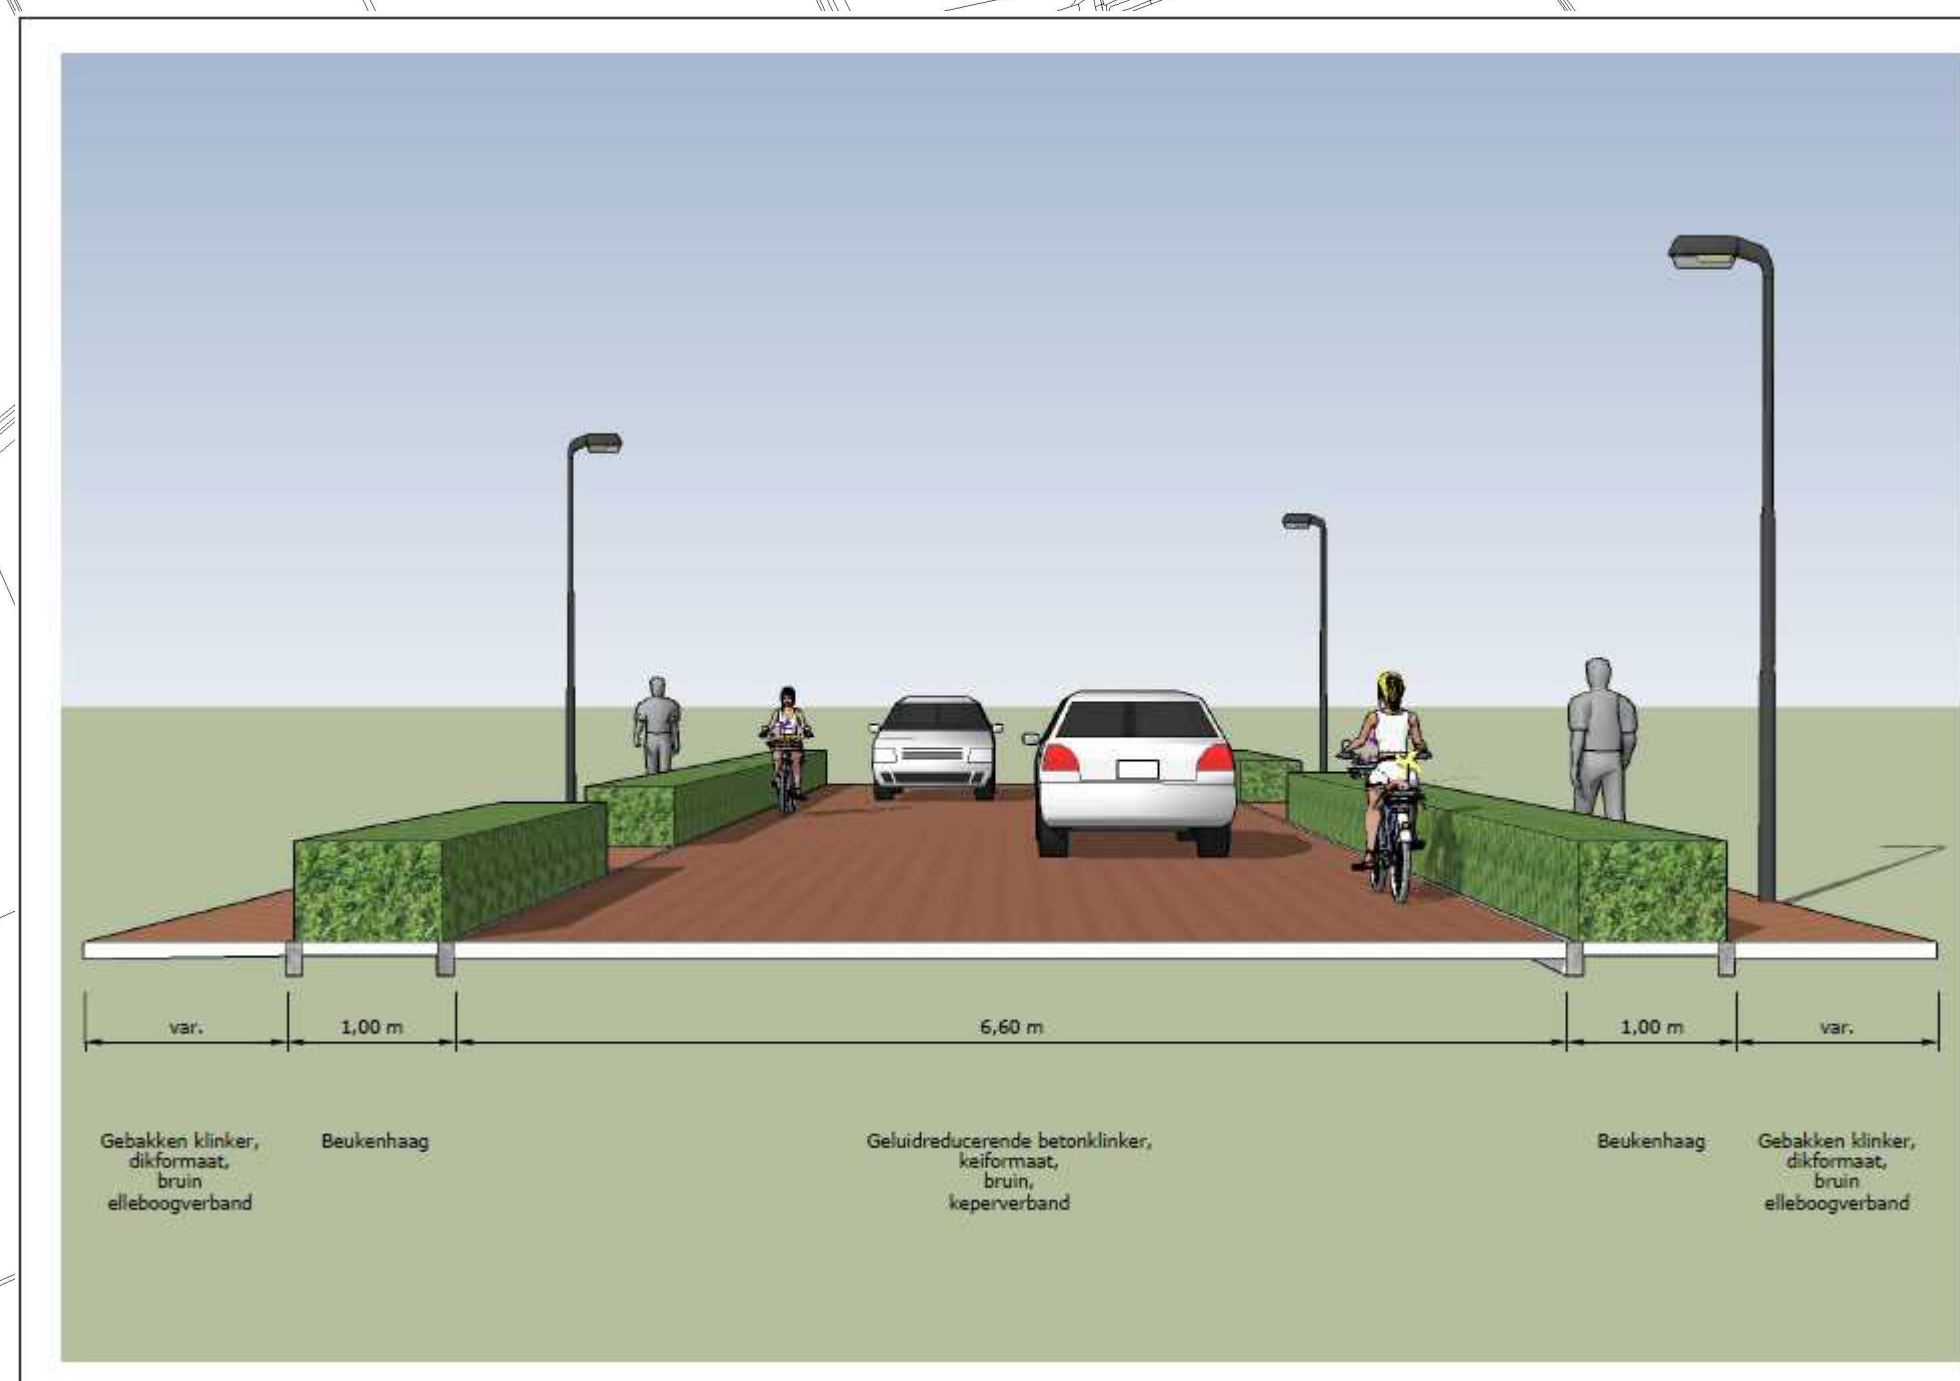 var.
1,00 m
6,60 m
1,00 m
var.
Gebakken klinker,
dikformaat,
bruin
elleboogverband
Beukenhaag
Geluidreducerende betonklinker,
keiformaat,
bruin,
keperverband
Beukenhaag
Gebakken klinker,
dikformaat,
bruin
elleboogverband